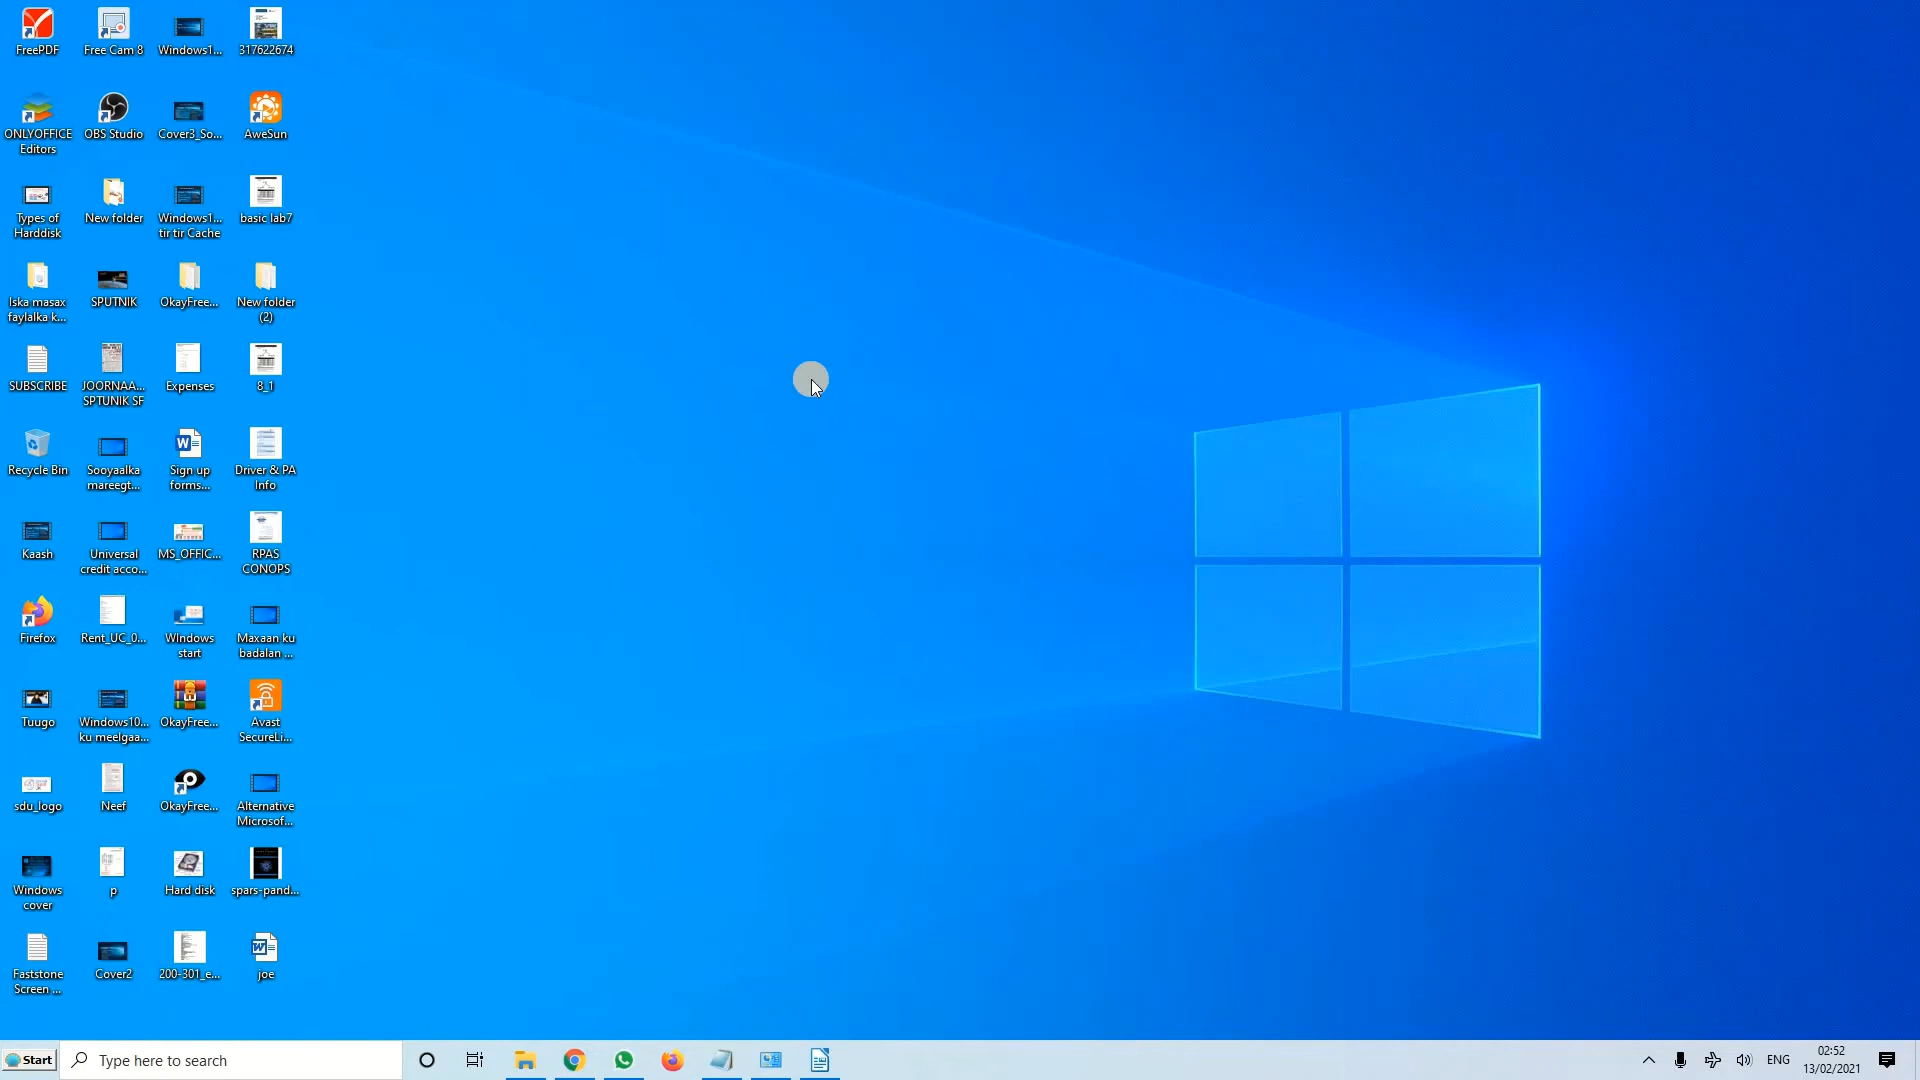 FreePDF
Free Cam 8
Windows1...
317622674
ONLYOFFICE
Editors
OBS Studio
Cover3_So...
AweSun
Types of
Harddisk
New folder
Windows1...
tir tir Cache
basic lab7
Iska masax
faylalka k...
SPUTNIK
OkayFree...
New folder
(2)
SUBSCRIBE
JOORNAA...
SPTUNIK SF
Expenses
8_1
Recycle Bin
Sooyaalka
mareegt...
Sign up
forms...
Driver & PA
Info
Kaash
Universal
credit acco...
MS_OFFIC...
RPAS
CONOPS
Firefox
Rent_UC_0...
WIndows
start
Maxaan ku
badalan ...
Tuugo
Windows10...
ku meelgaa...
OkayFree...
Avast
SecureLi...
sdu_logo
Neef
OkayFree...
Alternative
Microsof...
Windows
cover
p
Hard disk
spars-pand...
Faststone
Screen ...
Cover2
200-301_e...
joe
Start
Type here to search
ENG
02:52
13/02/2021